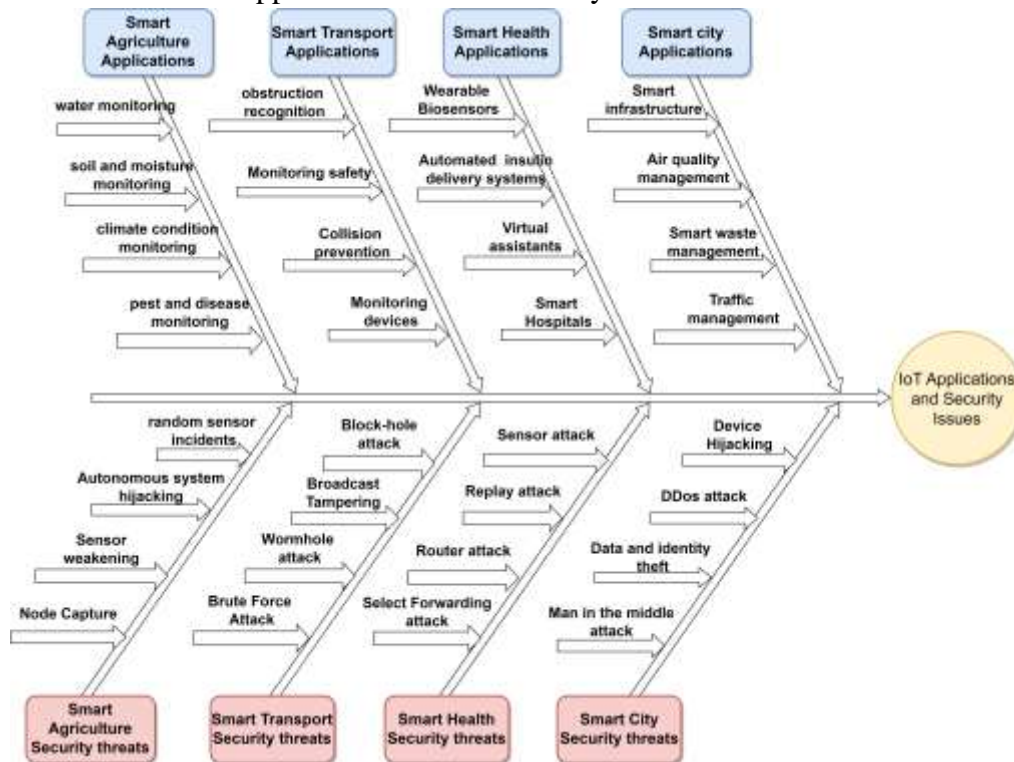 Smart
Agriculture
Applications
Smart Transport
Applications
Smart Health
Applications
Smart city
Applications
water monitoring
soil and moisture
monitoring
climate condition
monitoring
pest and disease
monitoring
obstruction
recognition
Monitoring safety
Collision
prevention
Monitoring
devices
Wearable
Biosensors
Automated insulin
delivery systems
Virtual
assistants
Smart
Hospitals
Smart
infrastructure
Air quality
management
Smart waste
management
Traffic
management
IoT Applications
and Security
Issues
random sensor
incidents
Autonomous system
hijacking
Sensor
weakening
Node Capture
Block-hole
attack
Broadcast
Tampering
Wormhole
attack
Brute Force
Attack
Sensor attack
Replay attack
Router attack
Select Forwarding
attack
Device
Hijacking
DDos attack
Data and identity
theft
Man in the middle
attack
Smart
Agriculture
Security threats
Smart Transport
Security threats
Smart Health
Security threats
Smart City
Security threats